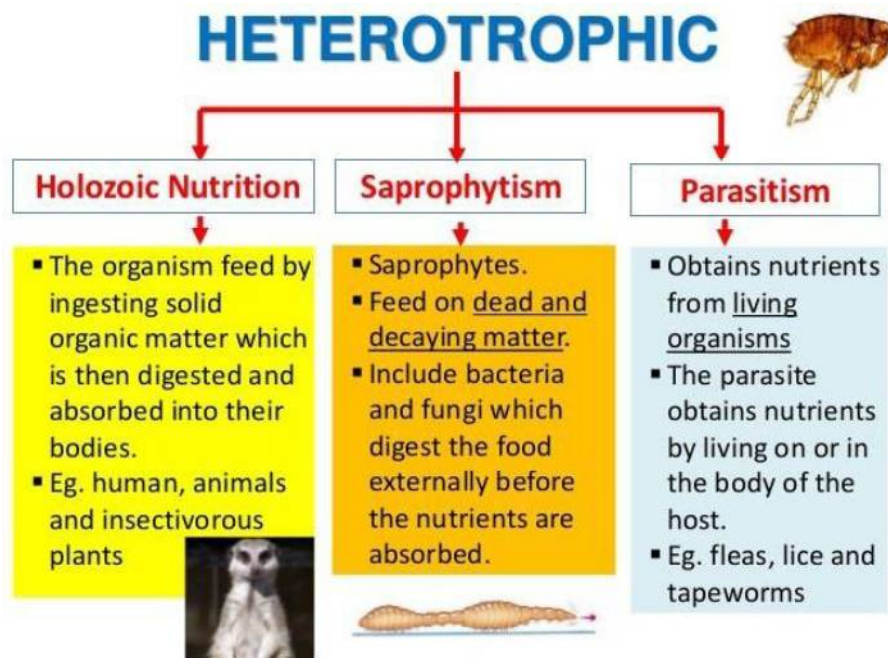 HETEROTROPHIC
Holozoic Nutrition
▪ The organism feed by
ingesting solid
organic matter which
is then digested and
absorbed into their
bodies.
▪ Eg. human, animals
and insectivorous
plants
Saprophytism
▪ Saprophytes.
▪ Feed on dead and
decaying matter.
▪ Include bacteria
and fungi which
digest the food
externally before
the nutrients are
absorbed.
Parasitism
▪ Obtains nutrients
from living
organisms
▪ The parasite
obtains nutrients
by living on or in
the body of the
host.
▪ Eg. fleas, lice and
tapeworms